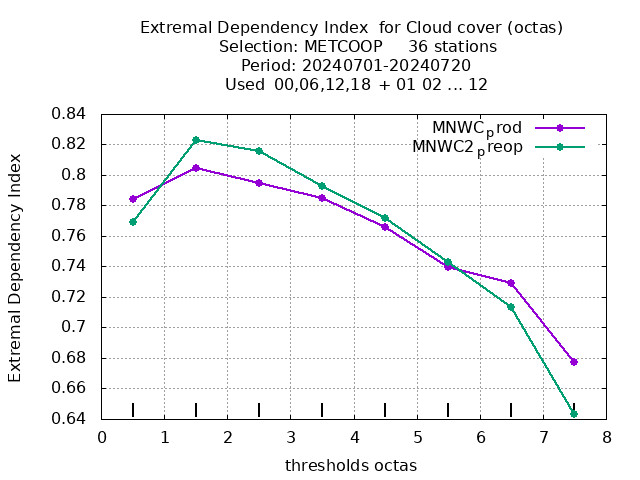 Extremal Dependency Index  for Cloud cover (octas)
Selection: METCOOP     36 stations
Period: 20240701-20240720
Used  00,06,12,18  + 01 02 ... 12
MNWCprod
MNWC2preop
0.84
0.82
0.8
0.78
0.76
0.74
0.72
0.7
0.68
0.66
0.64
Extremal Dependency Index
0 1 2 3 4 5 6 7 8
thresholds octas